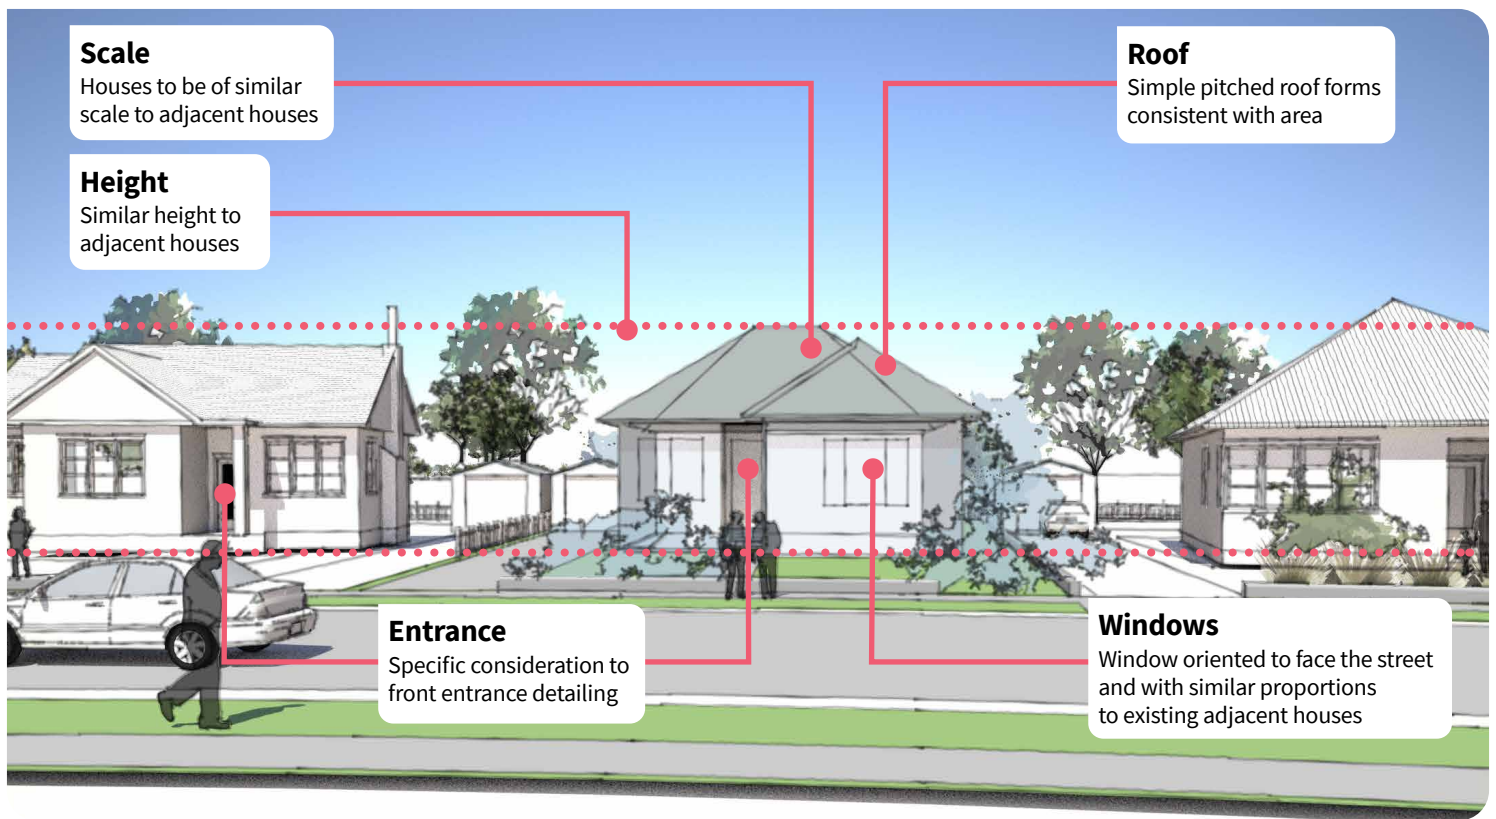 Scale
Houses to be of similar
scale to adjacent houses
Roof
Simple pitched roof forms
consistent with area
Height
Similar height to
adjacent houses
Entrance
Specific consideration to
front entrance detailing
Windows
Window oriented to face the street
and with similar proportions
to existing adjacent houses